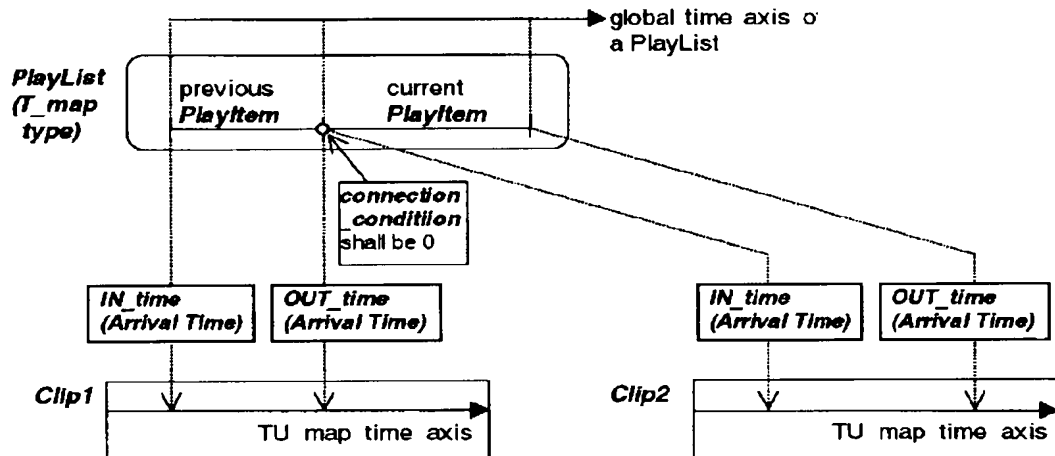 global time axis o
a PlayList
PlayList
(T_map
type)
previous
PlayItem
current
PlayItem
connection
_conditiion
shall be 0
IN_time
(Arrival Time)
OUT_time
(Arrival Time)
IN_time
(Arrival Time)
OUT_time
(Arrival Time)
Clip1
TU map time axis
Clip2
TU map time axis